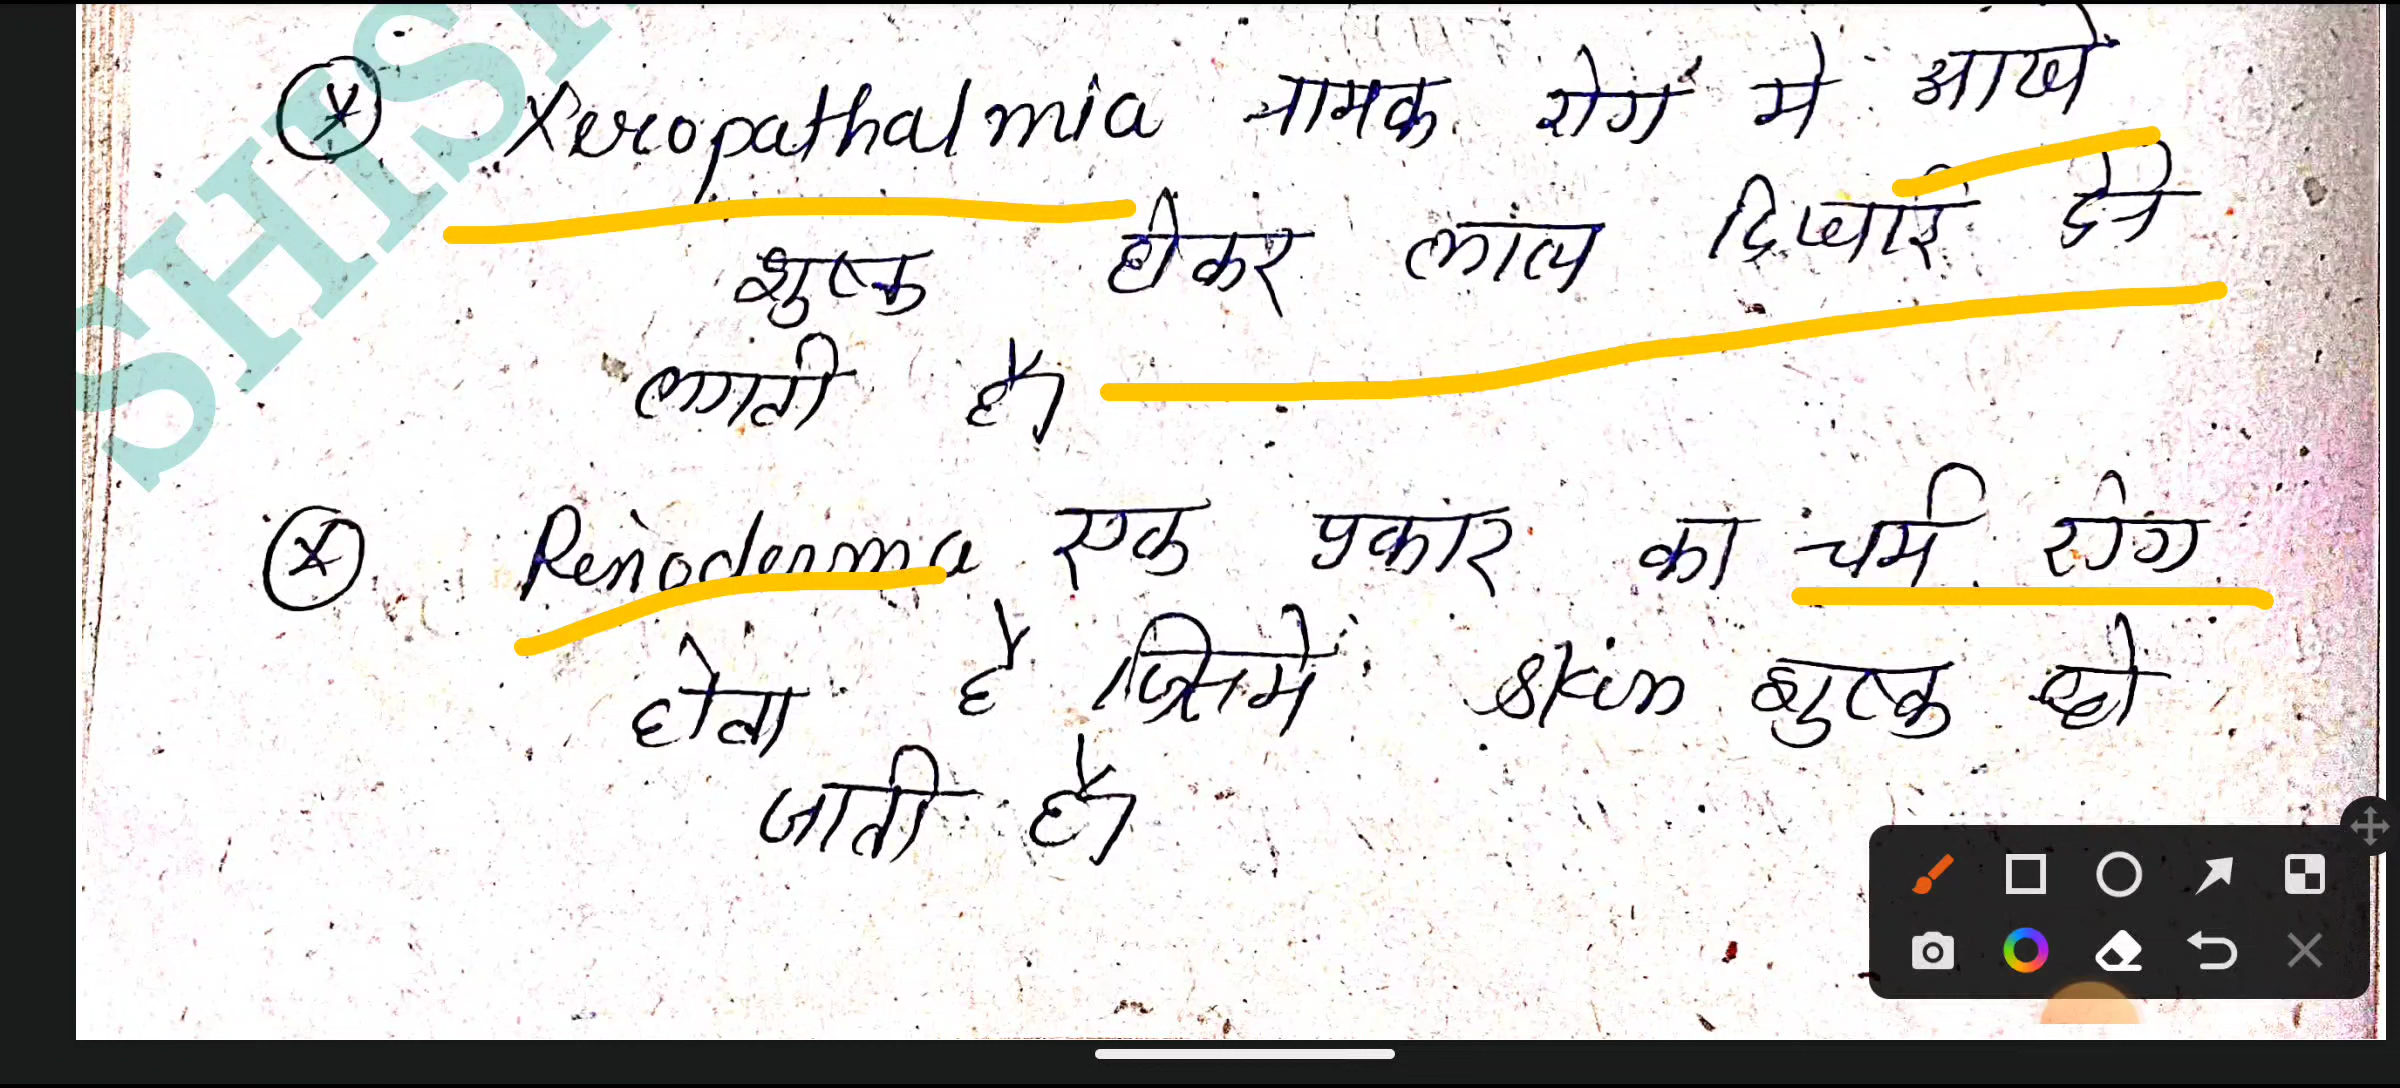 Xeropathalmia नामक रोग में आखे
शुष्क होकर लाल दिखाई देने
लगती है।
Renoderma एक प्रकार का चर्म रोग
होता है जिसमे skin शुष्क हो
जाती है।